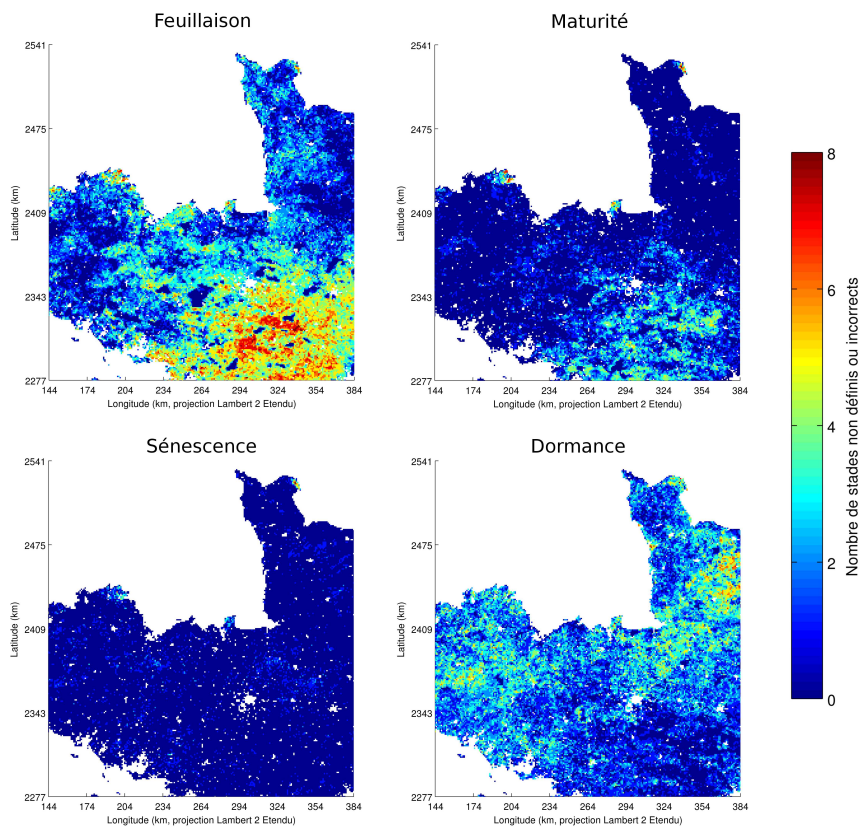 Feuillaison
Maturité
2541
2475
2409
2343
2277
Latitude (km)
144 174 204 234 264 294 324 354 384
Longitude (km, projection Lambert 2 Etendu)
2541
2475
2409
2343
2277
Latitude (km)
144 174 204 234 264 294 324 354 384
Longitude (km, projection Lambert 2 Etendu)
Sénescence
Dormance
2541
2475
2409
2343
2277
Latitude (km)
144 174 204 234 264 294 324 354 384
Longitude (km, projection Lambert 2 Etendu)
2541
2475
2409
2343
2277
Latitude (km)
144 174 204 234 264 294 324 354 384
Longitude (km, projection Lambert 2 Etendu)
8
6
4
2
0
Nombre de stades non définis ou incorrects